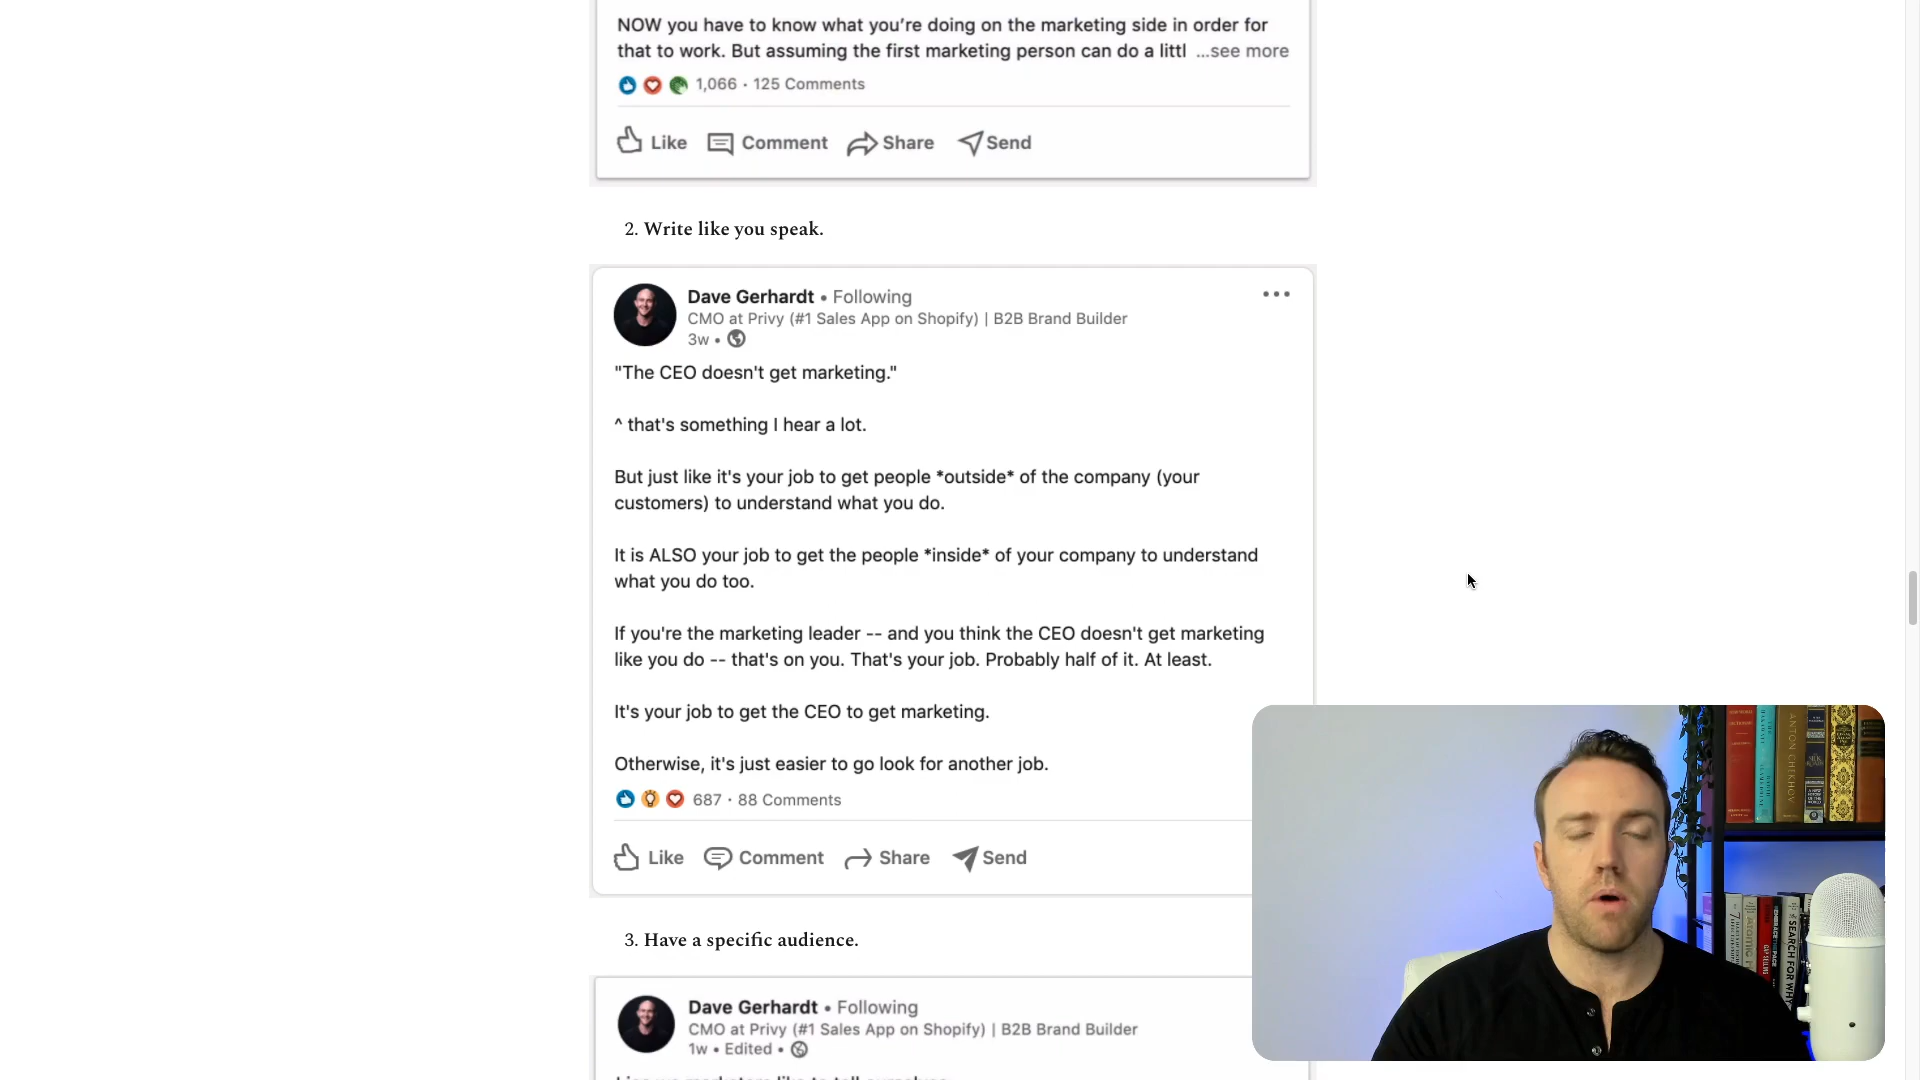 NOW you have to know what you’re doing on the marketing side in order for
that to work. But assuming the first marketing person can do a littl ...see more
1,066 · 125 Comments
Like Comment Share Send
2. Write like you speak.
Dave Gerhardt • Following
CMO at Privy (#1 Sales App on Shopify) | B2B Brand Builder
3w •
"The CEO doesn't get marketing."
^ that's something I hear a lot.
But just like it's your job to get people *outside* of the company (your
customers) to understand what you do.
It is ALSO your job to get the people *inside* of your company to understand
what you do too.
If you're the marketing leader -- and you think the CEO doesn't get marketing
like you do -- that's on you. That's your job. Probably half of it. At least.
It's your job to get the CEO to get marketing.
Otherwise, it's just easier to go look for another job.
687 · 88 Comments
Like Comment Share Send
3. Have a specific audience.
Dave Gerhardt • Following
CMO at Privy (#1 Sales App on Shopify) | B2B Brand Builder
1w • Edited •
ANTON CHEKHOV
SEARCH FOR WHY